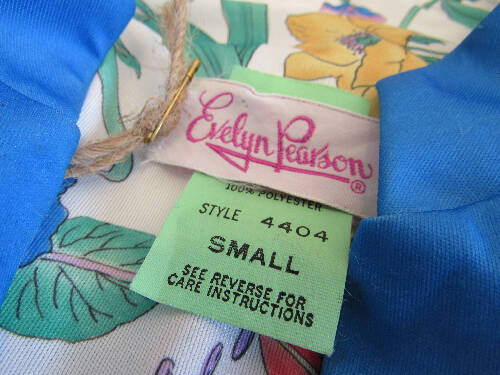 Evelyn Pearson
®
100% POLYESTER
STYLE 4404
SMALL
SEE REVERSE FOR
CARE INSTRUCTIONS